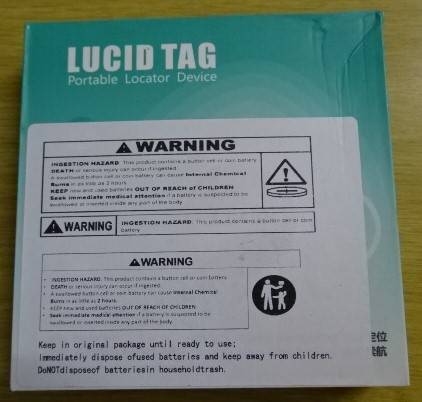 LUCID TAG
Portable Locator Device
WARNING
INGESTION HAZARD: This product contains a button cell or coin battery.
DEATH or serious injury can occur if ingested.
A swallowed button cell or coin battery can cause Internal Chemical
Burns in as little as 2 hours.
KEEP new and used batteries OUT OF REACH of CHILDREN
Seek immediate medical attention if a battery is suspected to be
swallowed or inserted inside any part of the body.
WARNING
INGESTION HAZARD: This product contains a button cell or coin
battery.
WARNING
• INGESTION HAZARD: This product contains a button cell or coin battery.
• DEATH or serious injury can occur if ingested.
• A swallowed button cell or coin battery can cause Internal Chemical
Burns in as little as 2 hours.
• KEEP new and used batteries OUT OF REACH OF CHILDREN.
• Seek immediate medical attention if a battery is suspected to be
swallowed or inserted inside any part of the body.
定位
续航
Keep in original package until ready to use;
immediately dispose ofused batteries and keep away from children.
DoNOTdisposeof batteriesin householdtrash.